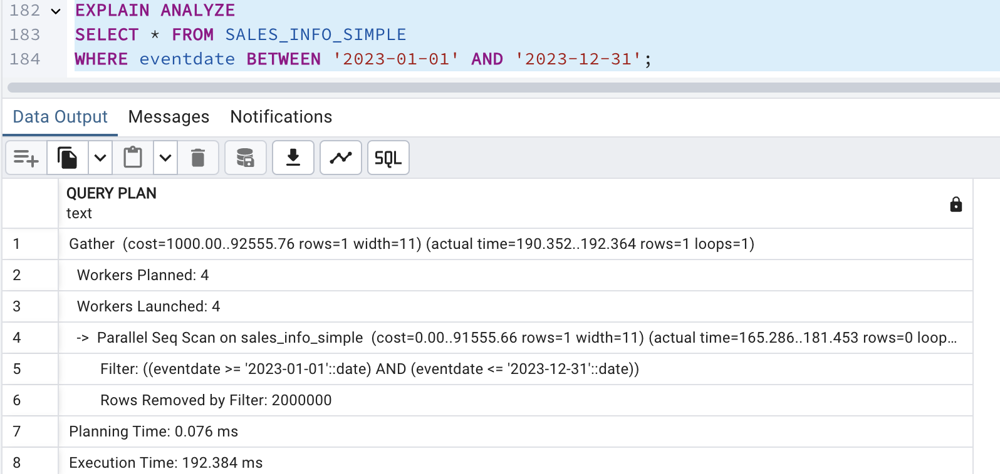 182 EXPLAIN ANALYZE
183 SELECT * FROM SALES_INFO_SIMPLE
184 WHERE eventdate BETWEEN '2023-01-01' AND '2023-12-31';
Data Output Messages Notifications
SQL
QUERY PLAN
text
1 Gather (cost=1000.00..92555.76 rows=1 width=11) (actual time=190.352..192.364 rows=1 loops=1)
2 Workers Planned: 4
3 Workers Launched: 4
4 -> Parallel Seq Scan on sales_info_simple (cost=0.00..91555.66 rows=1 width=11) (actual time=165.286..181.453 rows=0 loop...
5 Filter: ((eventdate >= '2023-01-01'::date) AND (eventdate <= '2023-12-31'::date))
6 Rows Removed by Filter: 2000000
7 Planning Time: 0.076 ms
8 Execution Time: 192.384 ms